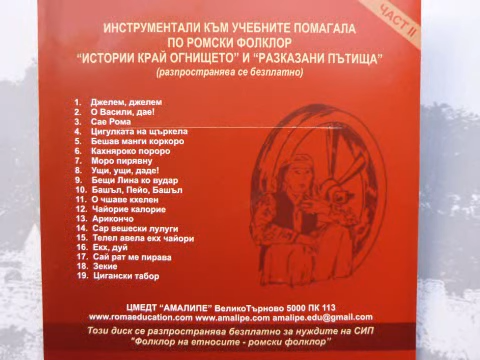 ЧАСТ II
ИНСТРУМЕНТАЛИ КЪМ УЧЕБНИТЕ ПОМАГАЛА
ПО РОМСКИ ФОЛКЛОР
"ИСТОРИИ КРАЙ ОГНИЩЕТО" И "РАЗКАЗАНИ ПЪТИЩА"
(разпространява се безплатно)
1. Джелем, джелем
2. О Васили, дае!
3. Сае Рома
4. Цигулката на щъркела
5. Бешав манги коркоро
6. Кахняроко пороро
7. Моро пирявну
8. Ущи, ущи, даде!
9. Бещи Лина ко вудар
10. Башъл, Пейо, Башъл
11. О чшаве кхелен
12. Чайорие калорие
13. Арикончо
14. Сар вешески лулуги
15. Телел авела екх чайори
16. Екх, дуй
17. Сай рат ме пирава
18. Зекие
19. Цигански табор
ЦМЕДТ "АМАЛИПЕ" ВеликоТърново 5000 ПК 113
www.romaeducation.com www.amalipe.com amalipe.edu@gmail.com
Този диск се разпространява безплатно за нуждите на СИП
"Фолклор на етносите - ромски фолклор"